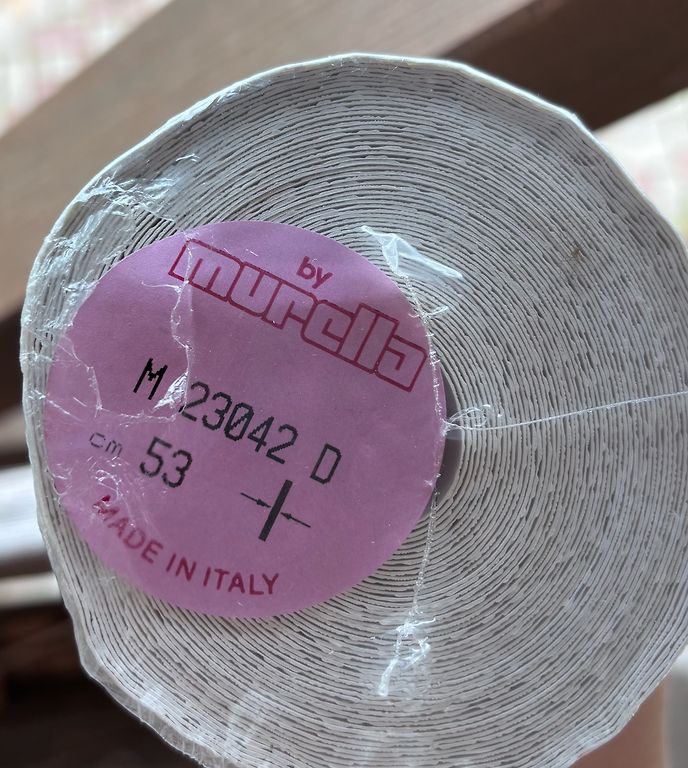 by
murella
M 23042 D
cm 53
MADE IN ITALY